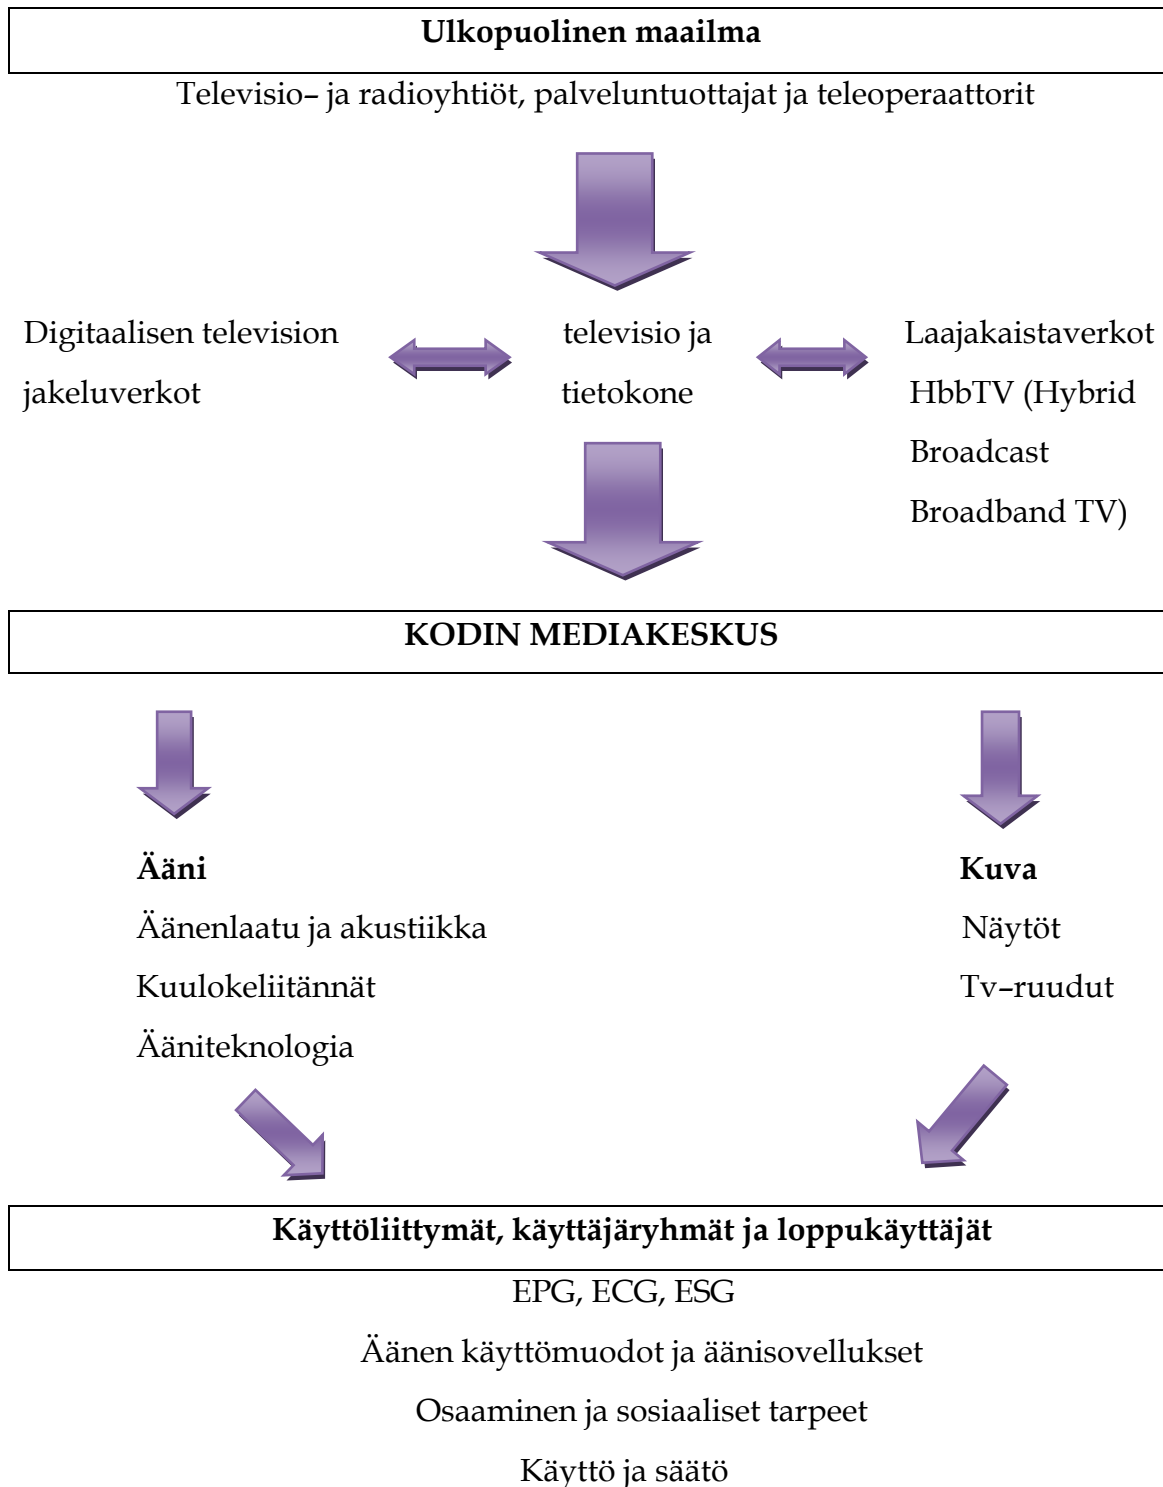 Ulkopuolinen maailma
Televisio– ja radioyhtiöt, palveluntuottajat ja teleoperaattorit
Digitaalisen television
jakeluverkot
televisio ja
tietokone
Laajakaistaverkot
HbbTV (Hybrid
Broadcast
Broadband TV)
KODIN MEDIAKESKUS
Ääni
Äänenlaatu ja akustiikka
Kuulokeliitännät
Ääniteknologia
Kuva
Näytöt
Tv–ruudut
Käyttöliittymät, käyttäjäryhmät ja loppukäyttäjät
EPG, ECG, ESG
Äänen käyttömuodot ja äänisovellukset
Osaaminen ja sosiaaliset tarpeet
Käyttö ja säätö